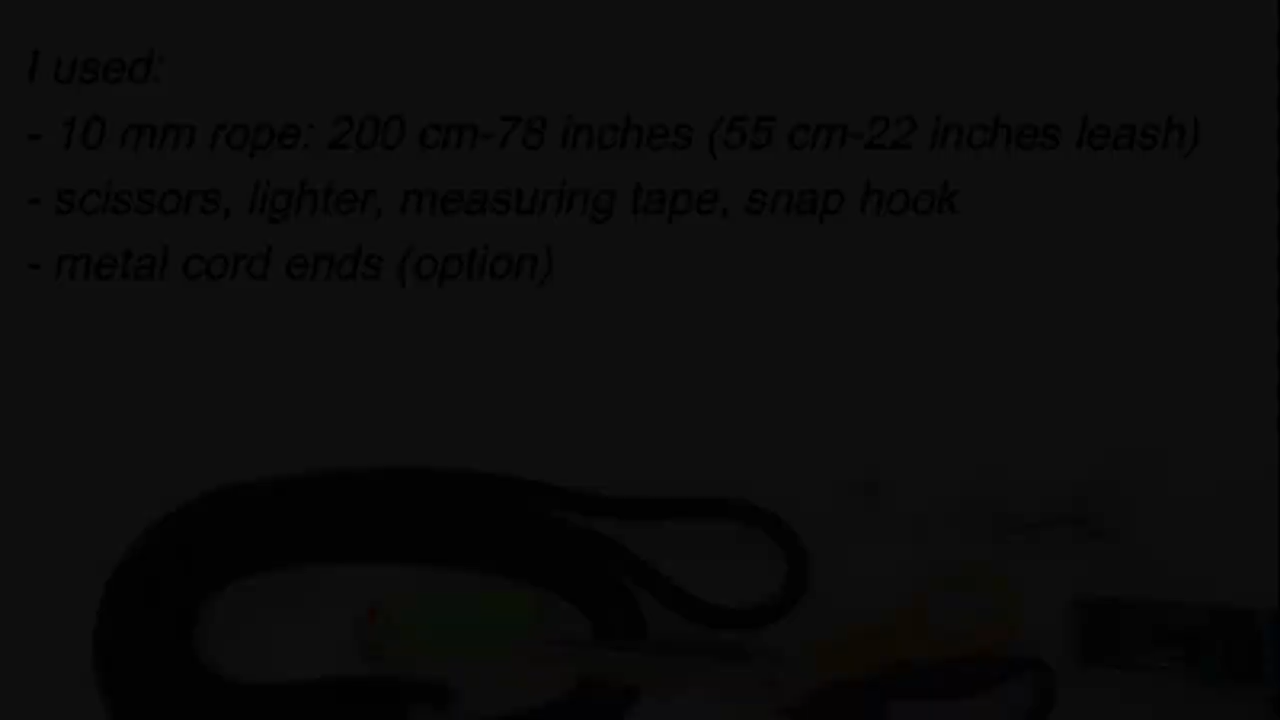 I used:
- 10 mm rope: 200 cm-78 inches (55 cm-22 inches leash)
- scissors, lighter, measuring tape, snap hook
- metal cord ends (option)